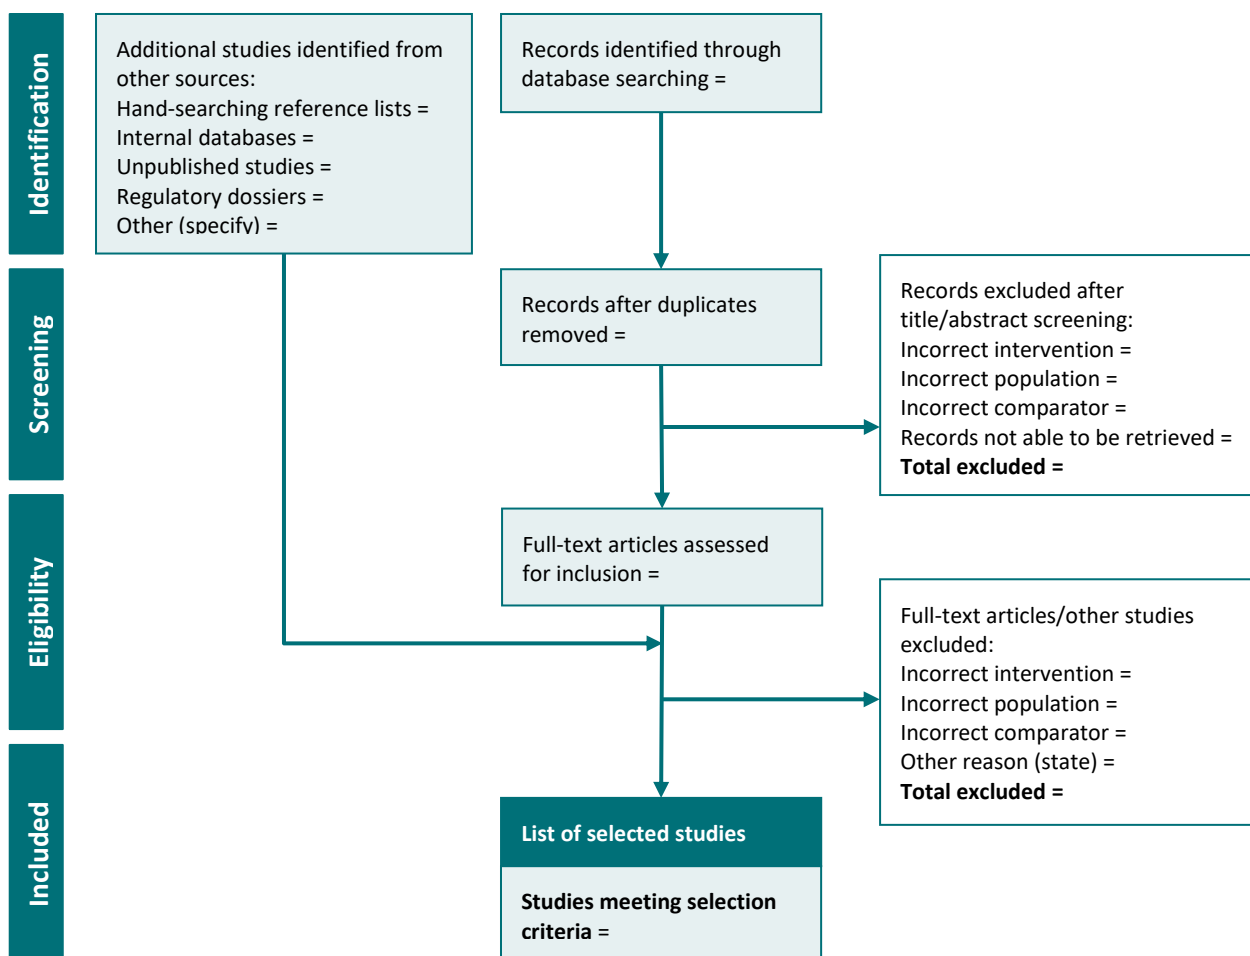 Identification
Additional studies identified from
other sources:
Hand-searching reference lists =
Internal databases =
Unpublished studies =
Regulatory dossiers =
Other (specify) =
Records identified through
database searching =
Screening
Records after duplicates
removed =
Records excluded after
title/abstract screening:
Incorrect intervention =
Incorrect population =
Incorrect comparator =
Records not able to be retrieved =
Total excluded =
Eligibility
Full-text articles assessed
for inclusion =
Full-text articles/other studies
excluded:
Incorrect intervention =
Incorrect population =
Incorrect comparator =
Other reason (state) =
Total excluded =
Included
List of selected studies
Studies meeting selection
criteria =